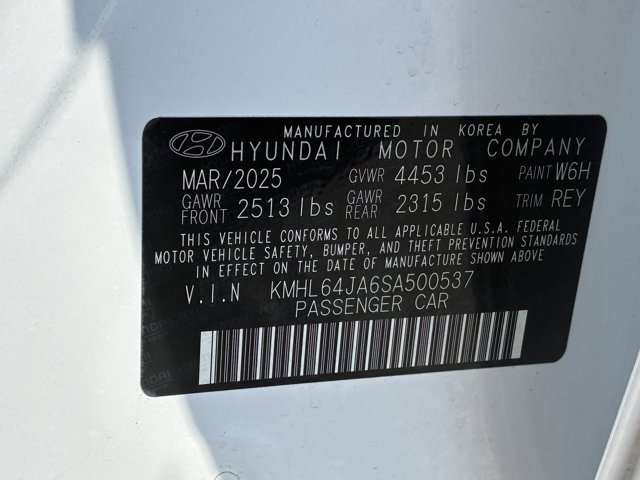 MANUFACTURED IN KOREA BY
HYUNDAI MOTOR COMPANY
MAR/2025 GVWR 4453 lbs PAINT W6H
GAWR FRONT 2513 lbs GAWR REAR 2315 lbs TRIM REY
THIS VEHICLE CONFORMS TO ALL APPLICABLE U.S.A. FEDERAL
MOTOR VEHICLE SAFETY, BUMPER, AND THEFT PREVENTION STANDARDS
IN EFFECT ON THE DATE OF MANUFACTURE SHOWN ABOVE
V.I.N KMHL64JA6SA500537
PASSENGER CAR